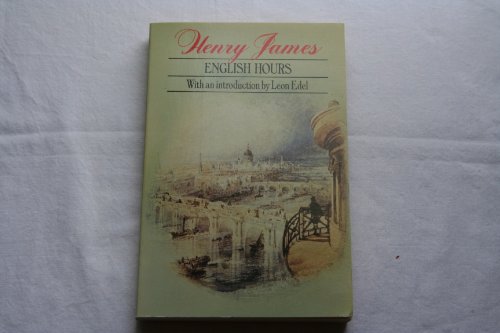 Henry James
ENGLISH HOURS
With an introduction by Leon Edel